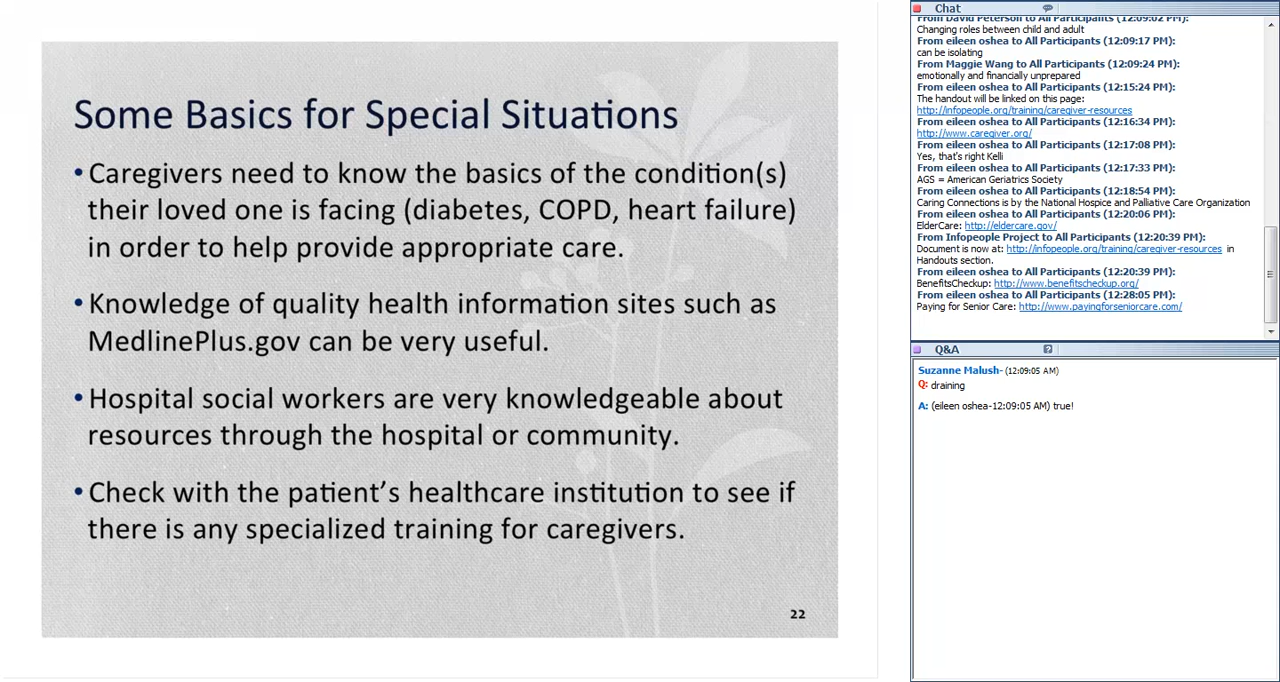 Some Basics for Special Situations
• Caregivers need to know the basics of the condition(s)
their loved one is facing (diabetes, COPD, heart failure)
in order to help provide appropriate care.
• Knowledge of quality health information sites such as
MedlinePlus.gov can be very useful.
• Hospital social workers are very knowledgeable about
resources through the hospital or community.
• Check with the patient’s healthcare institution to see if
there is any specialized training for caregivers.
22
Chat
From David Peterson to All Participants (12:09:02 PM):
Changing roles between child and adult
From eileen oshea to All Participants (12:09:17 PM):
can be isolating
From Maggie Wang to All Participants (12:09:24 PM):
emotionally and financially unprepared
From eileen oshea to All Participants (12:15:24 PM):
The handout will be linked on this page:
http://infopeople.org/training/caregiver-resources
From eileen oshea to All Participants (12:16:34 PM):
http://www.caregiver.org/
From eileen oshea to All Participants (12:17:08 PM):
Yes, that's right Kelli
From eileen oshea to All Participants (12:17:33 PM):
AGS = American Geriatrics Society
From eileen oshea to All Participants (12:18:54 PM):
Caring Connections is by the National Hospice and Palliative Care Organization
From eileen oshea to All Participants (12:20:06 PM):
ElderCare: http://eldercare.gov/
From Infopeople Project to All Participants (12:20:39 PM):
Document is now at: http://infopeople.org/training/caregiver-resources in
Handouts section.
From eileen oshea to All Participants (12:20:39 PM):
BenefitsCheckup: http://www.benefitscheckup.org/
From eileen oshea to All Participants (12:28:05 PM):
Paying for Senior Care: http://www.payingforseniorcare.com/
Q&A
Suzanne Malush- (12:09:05 AM)
Q: draining
A: (eileen oshea-12:09:05 AM) true!